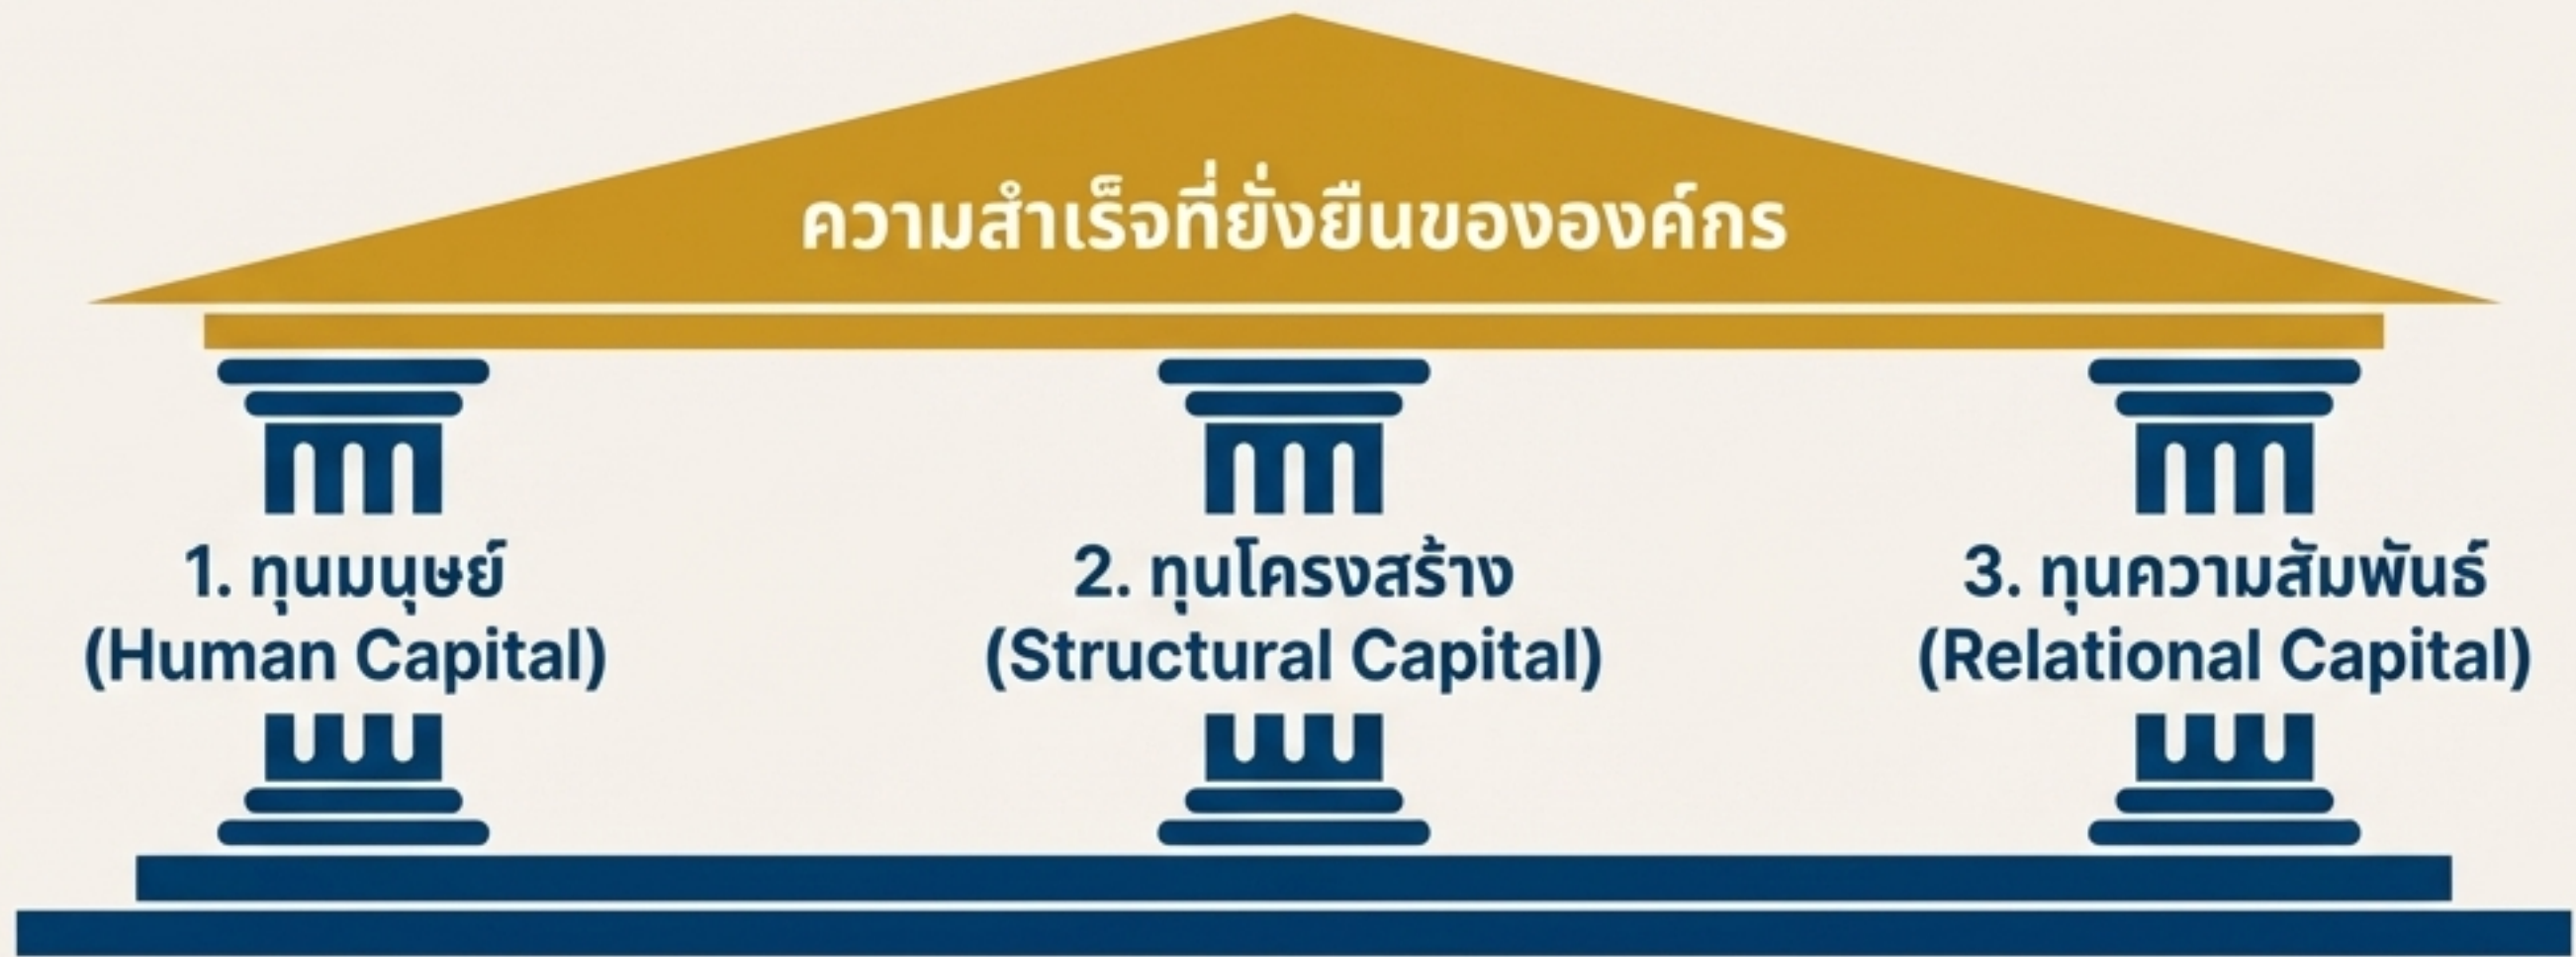 ความสำเร็จที่ยั่งยืนขององค์กร
1. ทุนมนุษย์
(Human Capital)
2. ทุนโครงสร้าง
(Structural Capital)
3. ทุนความสัมพันธ์
(Relational Capital)